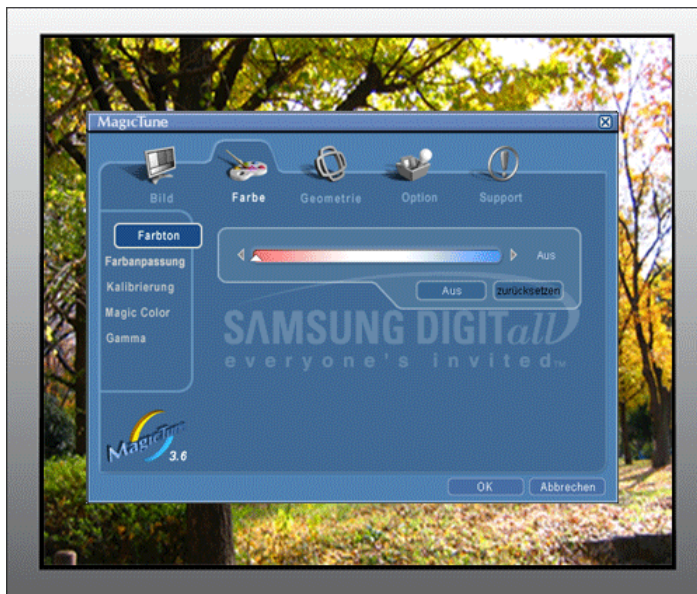 MagicTune
Bild
Farbe
Geometrie
Option
Support
Farbton
Farbanpassung
Kalibrierung
Magic Color
Gamma
Aus
Aus
zurücksetzen
SAMSUNG DIGITall
everyone's invited™
MagicTune
3.6
OK
Abbrechen